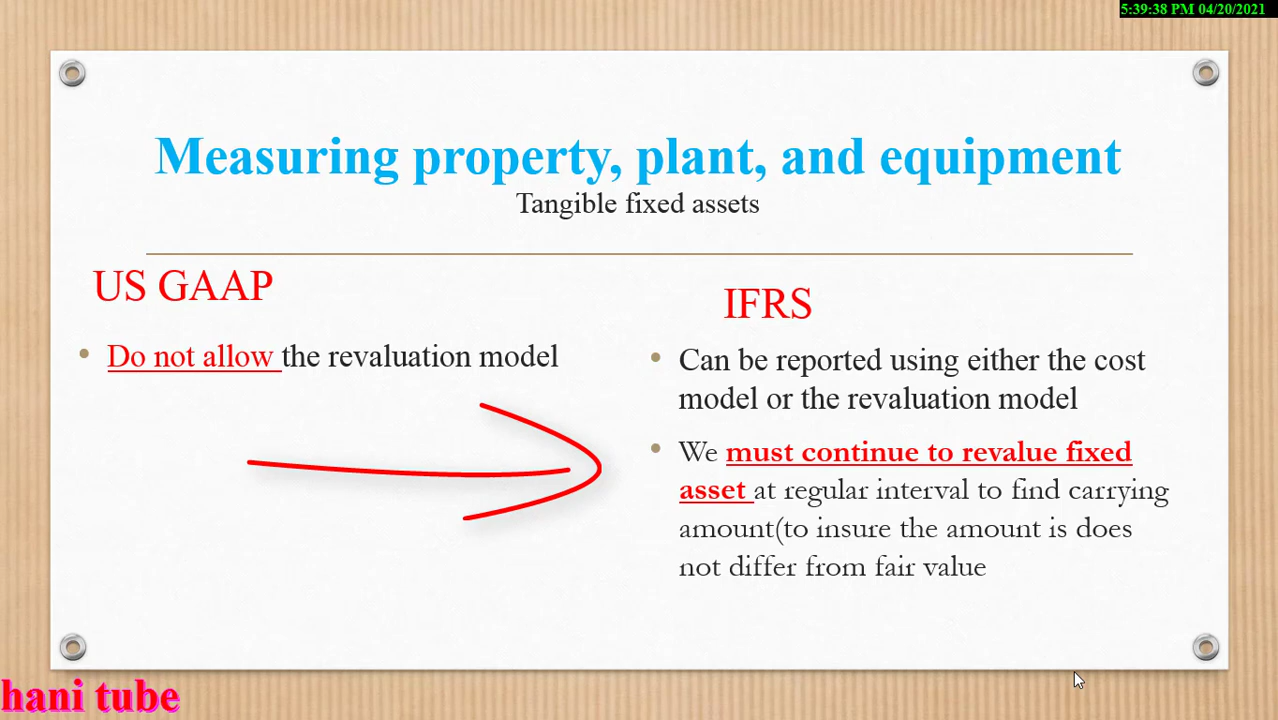 5:39:38 PM 04/20/2021
Measuring property, plant, and equipment
Tangible fixed assets
US GAAP
• Do not allow the revaluation model
IFRS
• Can be reported using either the cost
model or the revaluation model
• We must continue to revalue fixed
asset at regular interval to find carrying
amount(to insure the amount is does
not differ from fair value
hani tube